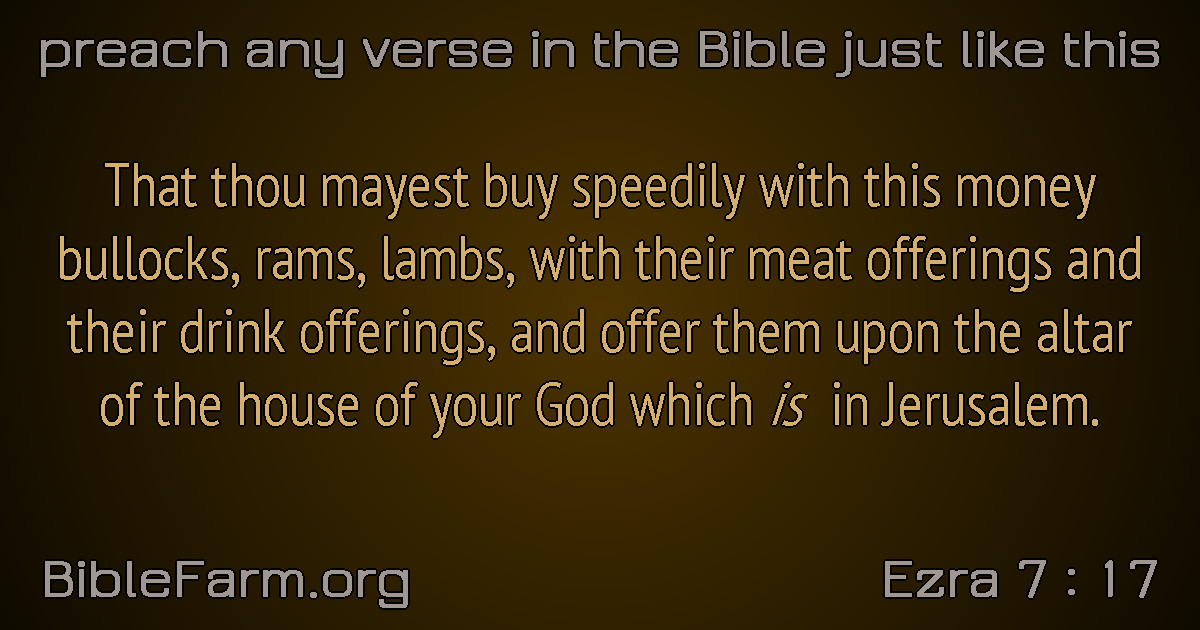 preach any verse in the Bible just like this
That thou mayest buy speedily with this money
bullocks, rams, lambs, with their meat offerings and
their drink offerings, and offer them upon the altar
of the house of your God which is in Jerusalem.
BibleFarm.org
Ezra 7 : 17